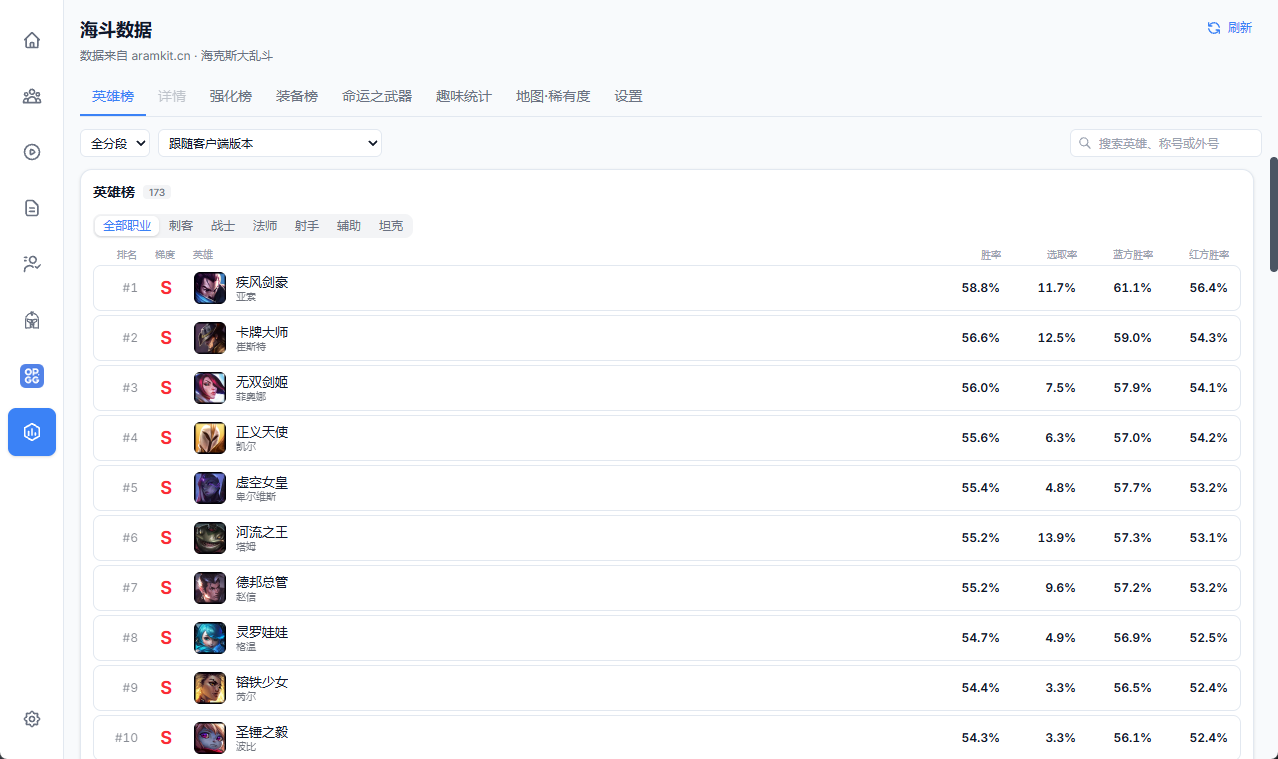 海斗数据
刷新
数据来自 aramkit.cn · 海克斯大乱斗
英雄榜 详情 强化榜 装备榜 命运之武器 趣味统计 地图·稀有度 设置
全分段 跟随客户端版本 搜索英雄、称号或外号
英雄榜 173
全部职业 刺客 战士 法师 射手 辅助 坦克
排名 梯度 英雄 胜率 选取率 蓝方胜率 红方胜率
#1 S 疾风剑豪 58.8% 11.7% 61.1% 56.4%
亚索
#2 S 卡牌大师 56.6% 12.5% 59.0% 54.3%
崔斯特
#3 S 无双剑姬 56.0% 7.5% 57.9% 54.1%
菲奥娜
#4 S 正义天使 55.6% 6.3% 57.0% 54.2%
凯尔
#5 S 虚空女皇 55.4% 4.8% 57.7% 53.2%
卑尔维斯
#6 S 河流之王 55.2% 13.9% 57.3% 53.1%
塔姆
#7 S 德邦总管 55.2% 9.6% 57.2% 53.2%
赵信
#8 S 灵罗娃娃 54.7% 4.9% 56.9% 52.5%
格温
#9 S 镕铁少女 54.4% 3.3% 56.5% 52.4%
芮尔
#10 S 圣锤之毅 54.3% 3.3% 56.1% 52.4%
波比
OP
GG